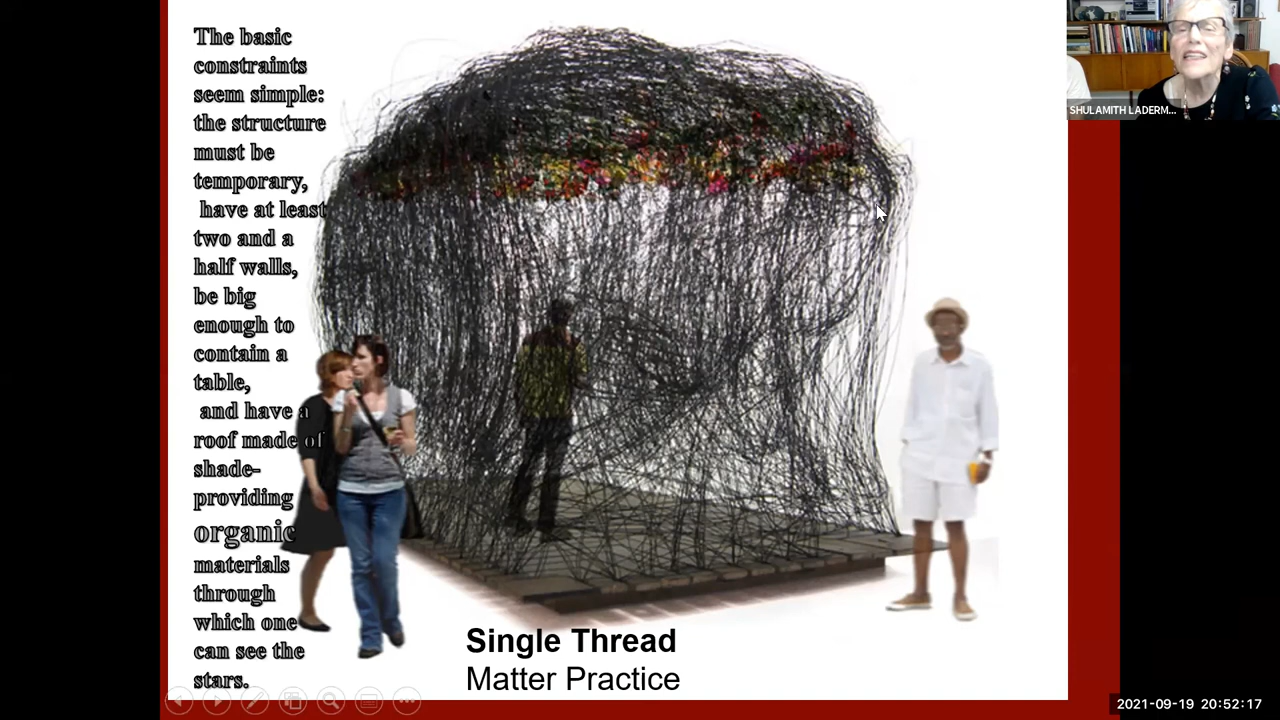 The basic
constraints
seem simple:
the structure
must be
temporary,
have at least
two and a
half walls,
be big
enough to
contain a
table,
and have a
roof made of
shade-
providing
organic
materials
through
which one
can see the
stars.
Single Thread
Matter Practice
SHULAMITH LADERM...
2021-09-19 20:52:17